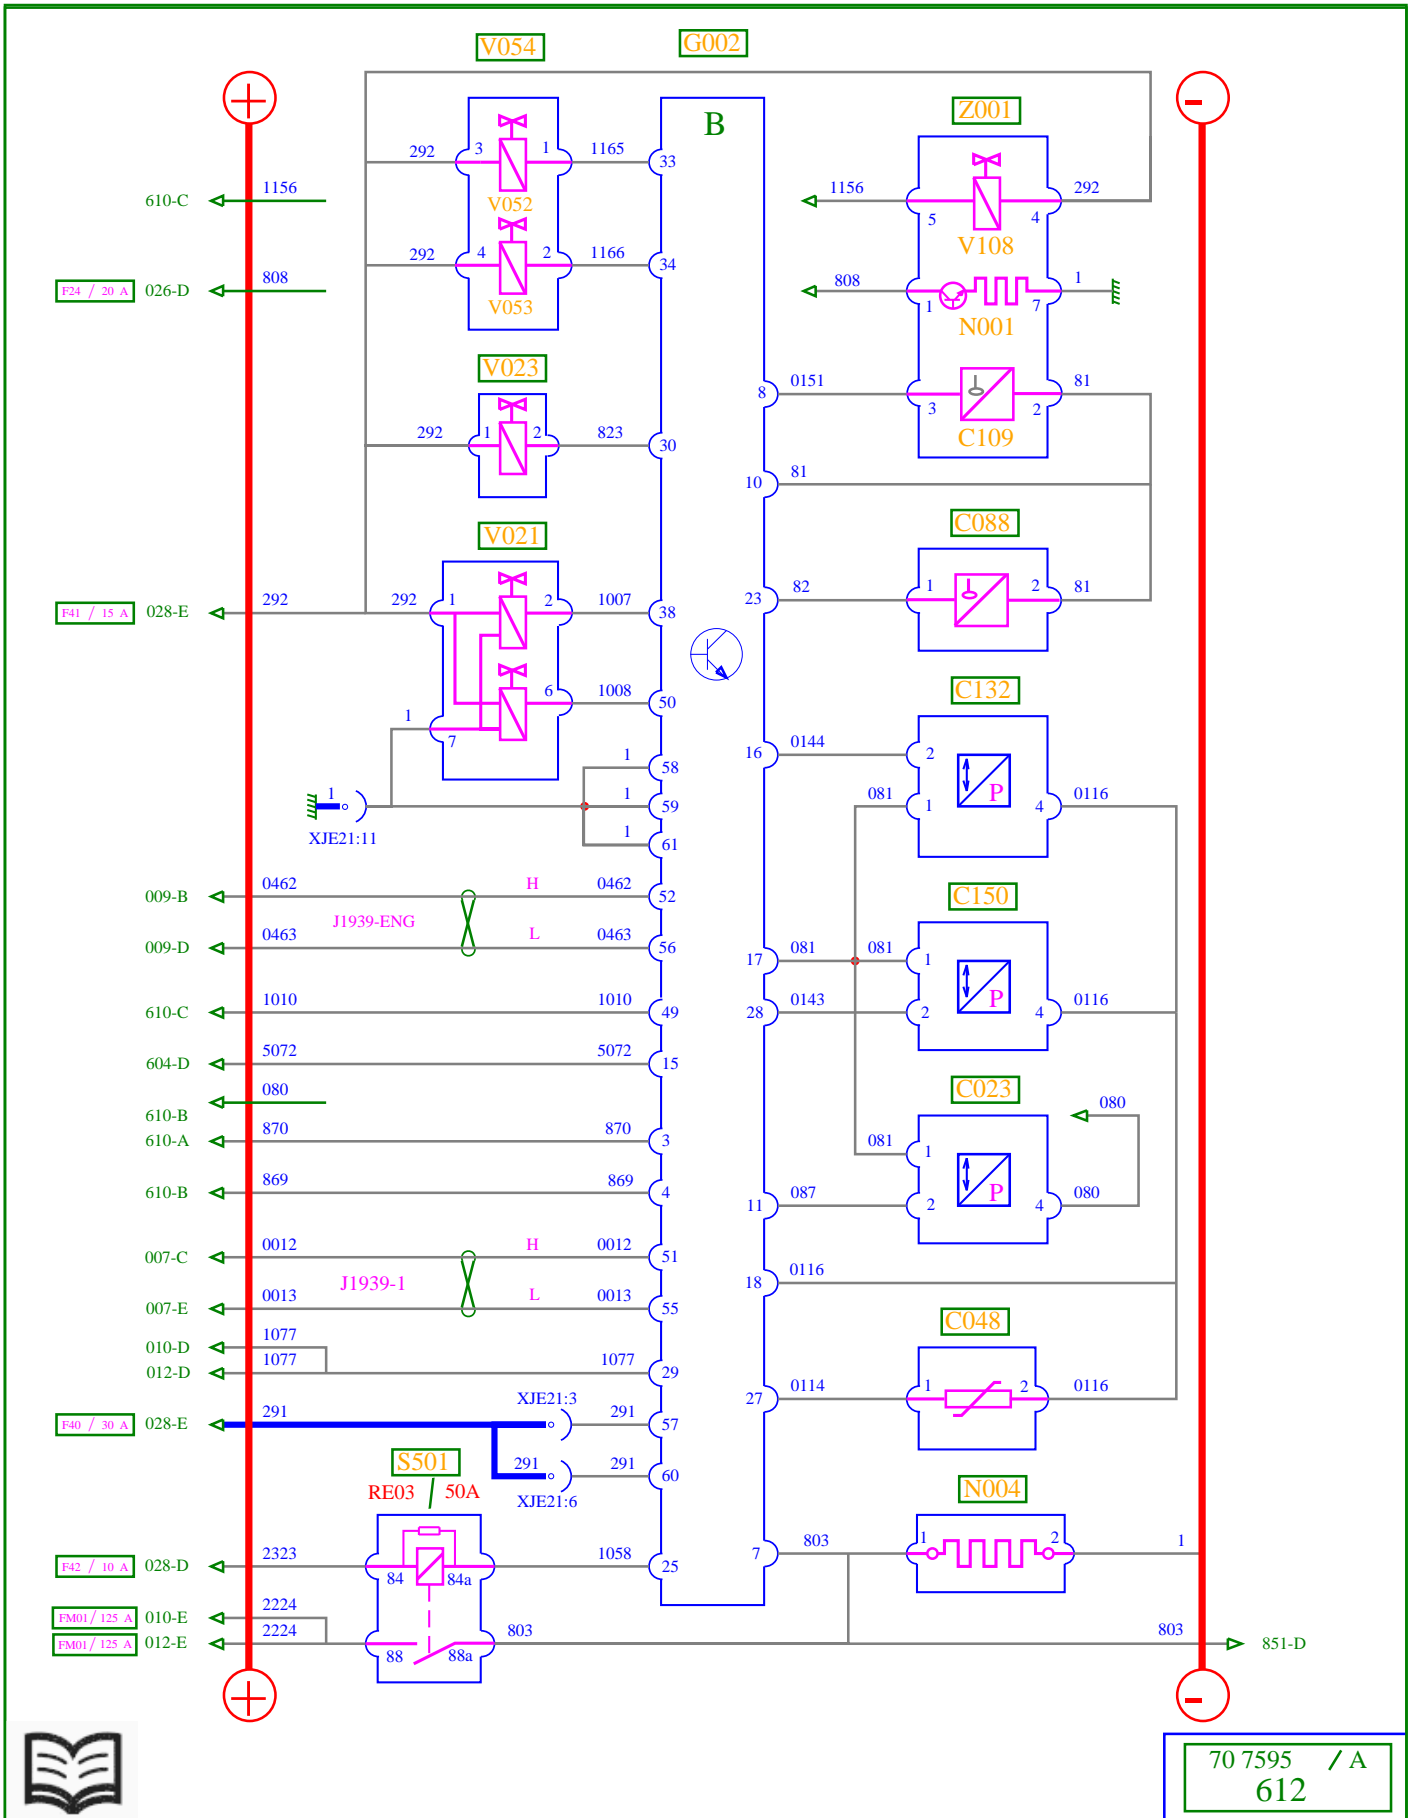 V054 G002
B Z001
292 3 1 1165 33
V052
1156 292
610-C 1156
5 4
V108
292 4 2 1166 34
V053
F24 / 20 A 026-D 808
808 1
1 7
N001
V023
8 0151 81
3 2
C109
292 1 2 823 30
10 81
V021 C088
F41 / 15 A 028-E 292 292 1 2 1007 38
23 82 1 2 81
6 1008 50
1 7
C132
16 0144 2
1 58
1 XJE21:11 1 59
081 1 4 0116
P
1 61
009-B 0462 H 0462 52
J1939-ENG
009-D 0463 L 0463 56
C150
17 081 081 1
P
610-C 1010 1010 49
28 0143 2 4 0116
604-D 5072 5072 15
610-B 080
610-A 870 870 3
C023
080
081 1
P
610-B 869 869 4
11 087 2 4 080
007-C 0012 H 0012 51
J1939-1
007-E 0013 L 0013 55
18 0116
C048
010-D 1077
012-D 1077 1077 29
27 0114 1 2 0116
F40 / 30 A 028-E 291
XJE21:3 291 57
291 291 60
XJE21:6
S501
RE03 50A
N004
F42 / 10 A 028-D 2323 84 84a 1058 25
7 803 1 2 1
FM01 / 125 A 010-E 2224
FM01 / 125 A 012-E 2224 88 88a 803
803 851-D
70 7595 / A
612